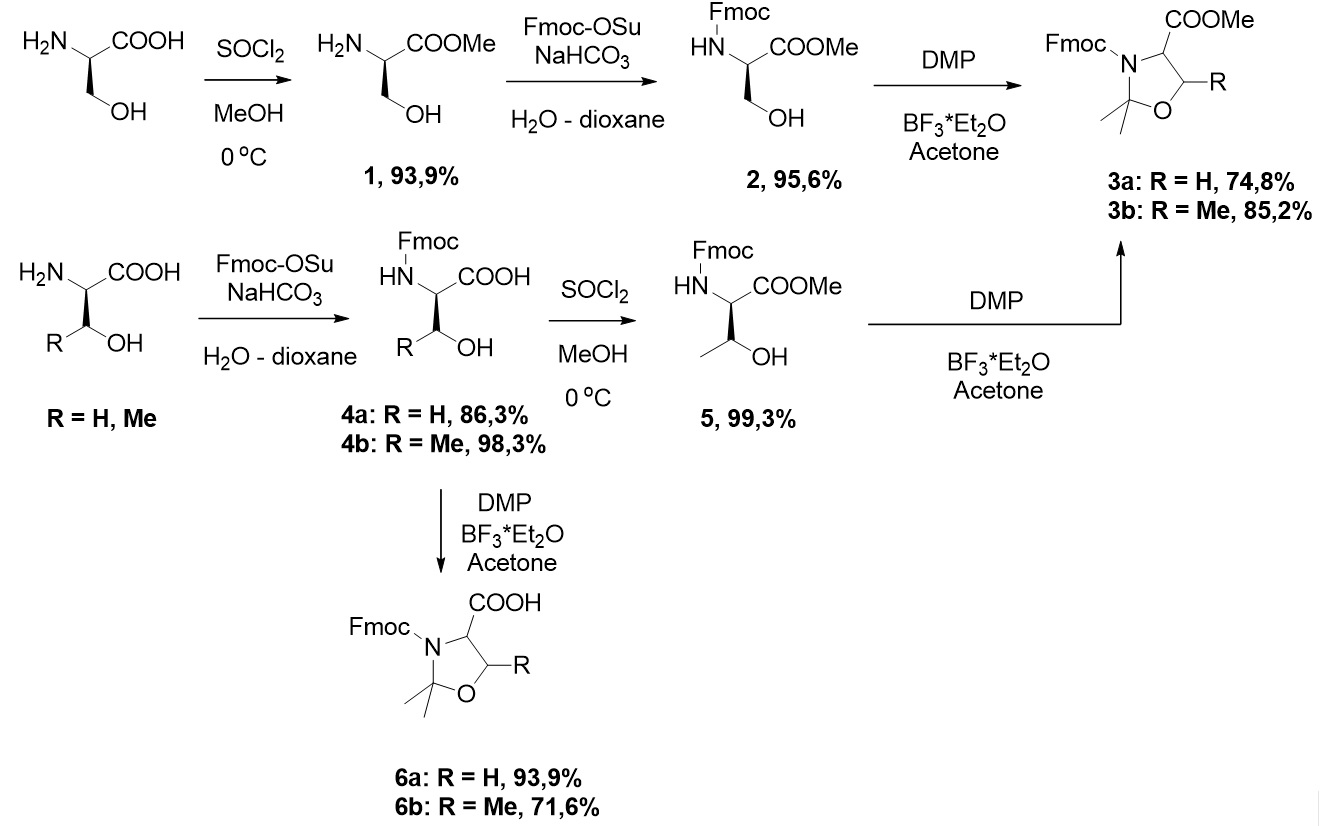 H₂N COOH
OH
SOCl₂
MeOH
0 ºC
H₂N COOMe
OH
1, 93,9%
Fmoc-OSu
NaHCO₃
H₂O - dioxane
Fmoc
HN COOMe
OH
2, 95,6%
DMP
BF₃*Et₂O
Acetone
COOMe
Fmoc N R
O
3a: R = H, 74,8%
3b: R = Me, 85,2%
H₂N COOH
R OH
R = H, Me
Fmoc-OSu
NaHCO₃
H₂O - dioxane
Fmoc
HN COOH
R OH
4a: R = H, 86,3%
4b: R = Me, 98,3%
SOCl₂
MeOH
0 ºC
Fmoc
HN COOMe
OH
5, 99,3%
DMP
BF₃*Et₂O
Acetone
DMP
BF₃*Et₂O
Acetone
COOH
Fmoc N R
O
6a: R = H, 93,9%
6b: R = Me, 71,6%